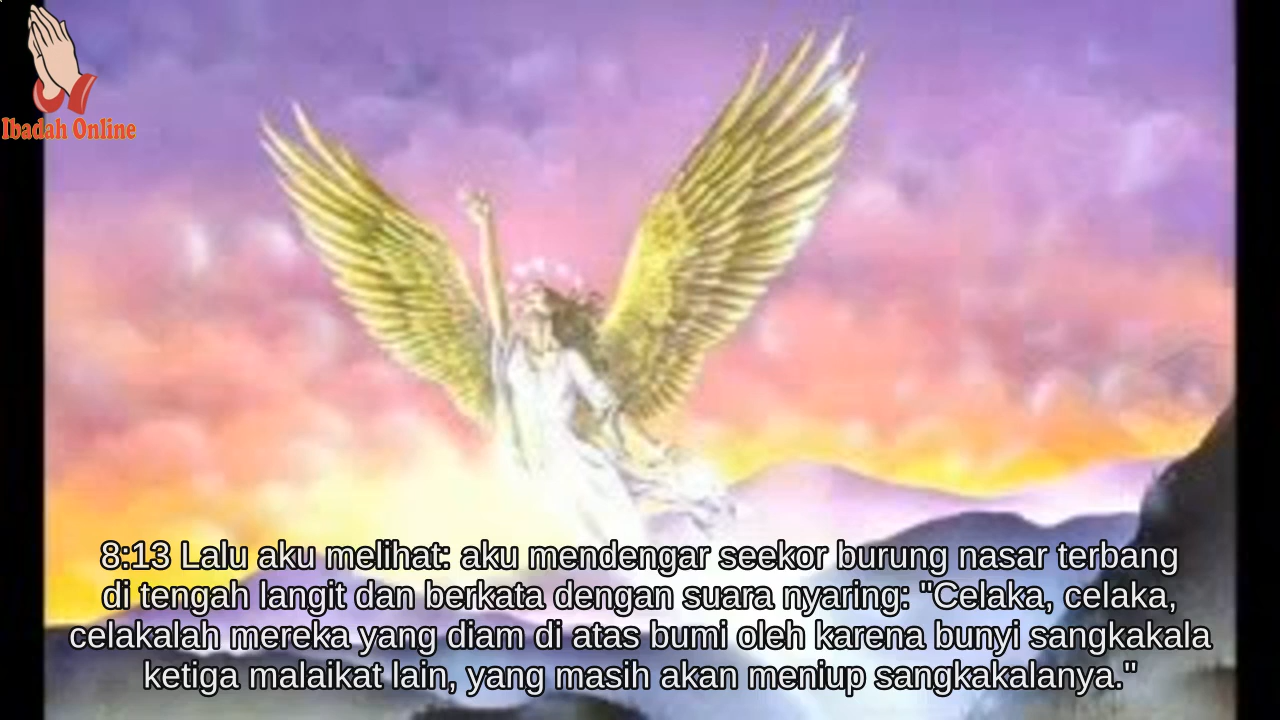 Ibadah Online
8:13 Lalu aku melihat: aku mendengar seekor burung nasar terbang
di tengah langit dan berkata dengan suara nyaring: "Celaka, celaka,
celakalah mereka yang diam di atas bumi oleh karena bunyi sangkakala
ketiga malaikat lain, yang masih akan meniup sangkakalanya."